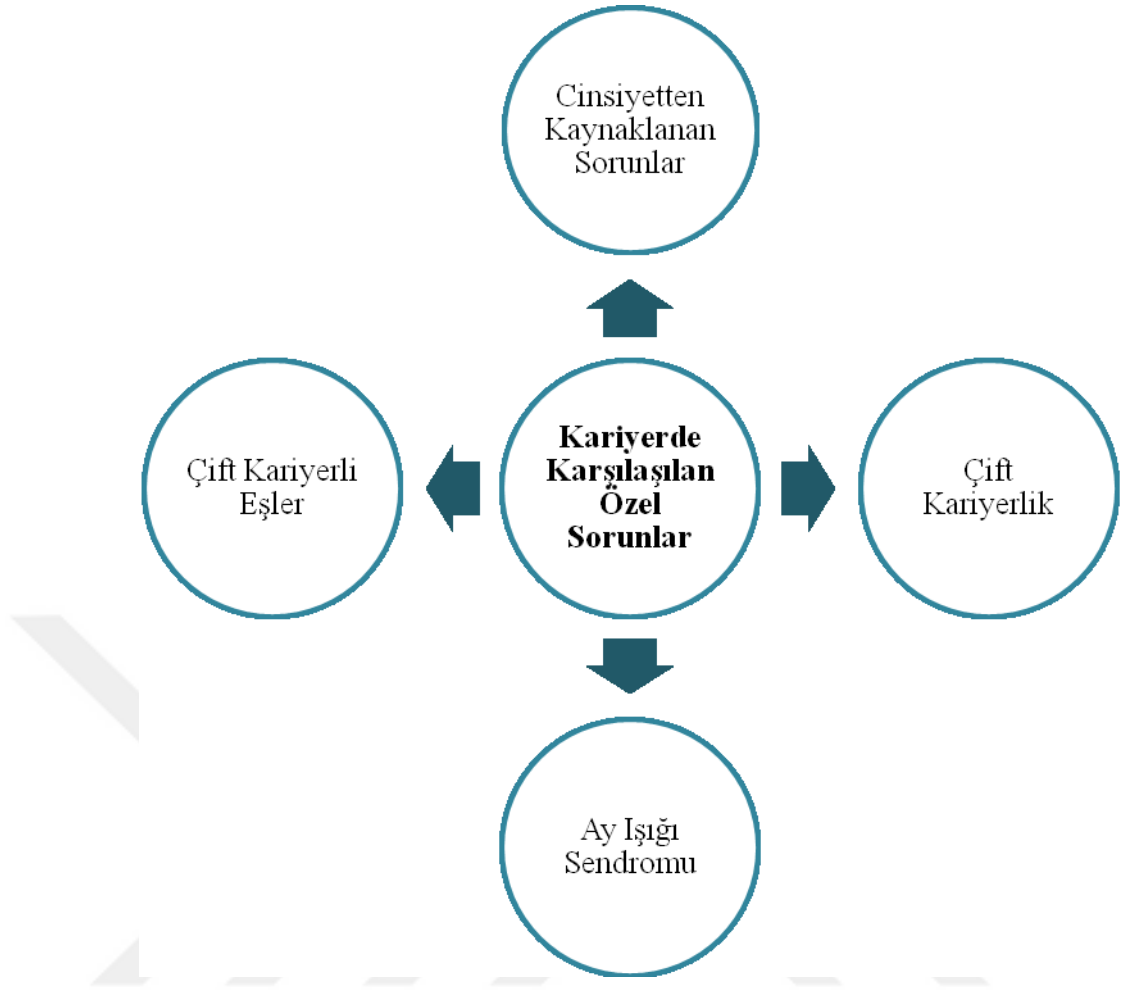 Cinsiyetten
Kaynaklanan
Sorunlar
Çift Kariyerli
Eşler
Kariyerde
Karşılaşılan
Özel
Sorunlar
Çift
Kariyerlik
Ay Işığı
Sendromu